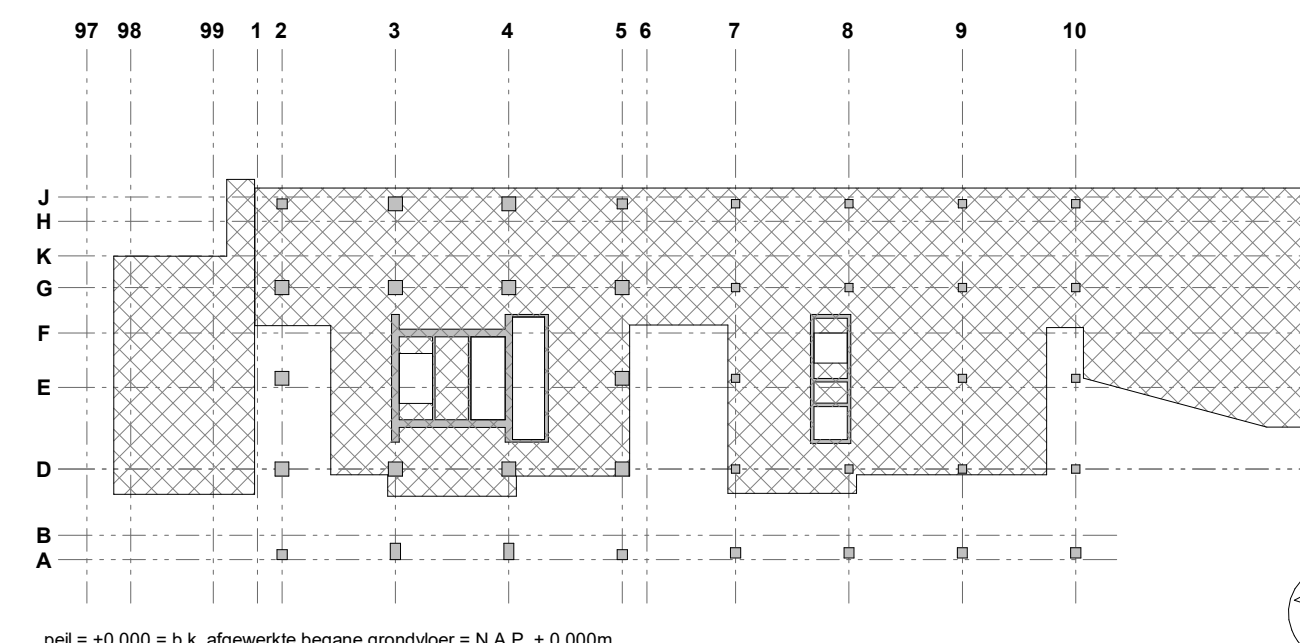 97 98 99 1 2 3 4 5 6 7 8 9 10
J
H
K
G
F
E
D
B
A
peil = ±0.000 = b.k. afgewerkte begane grondvloer = N.A.P. ± 0.000m